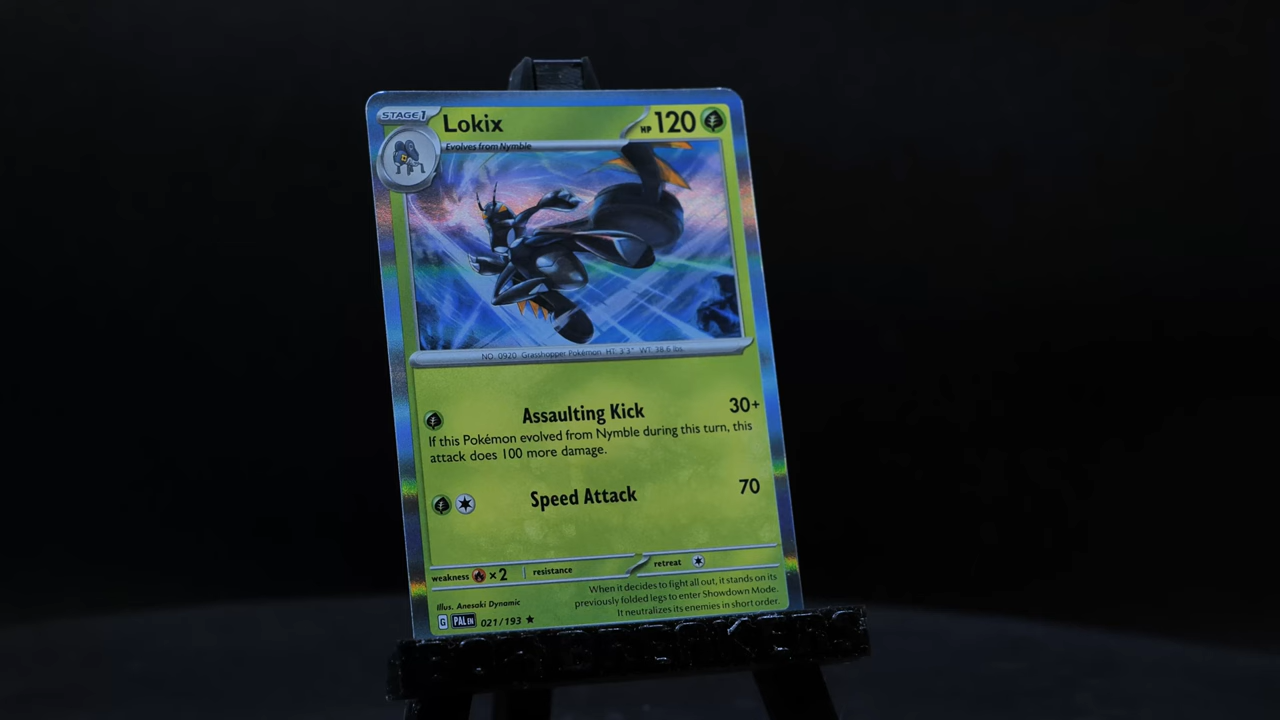 STAGE1
Lokix
HP 120
Evolves from Nymble
NO. 0920 Grasshopper Pokémon HT: 3'3" WT: 38.6 lbs.
Assaulting Kick 30+
If this Pokémon evolved from Nymble during this turn, this
attack does 100 more damage.
Speed Attack 70
weakness ×2 resistance retreat
When it decides to fight all out, it stands on its
previously folded legs to enter Showdown Mode.
It neutralizes its enemies in short order.
Illus. Anesaki Dynamic
G PAL EN 021/193 ★